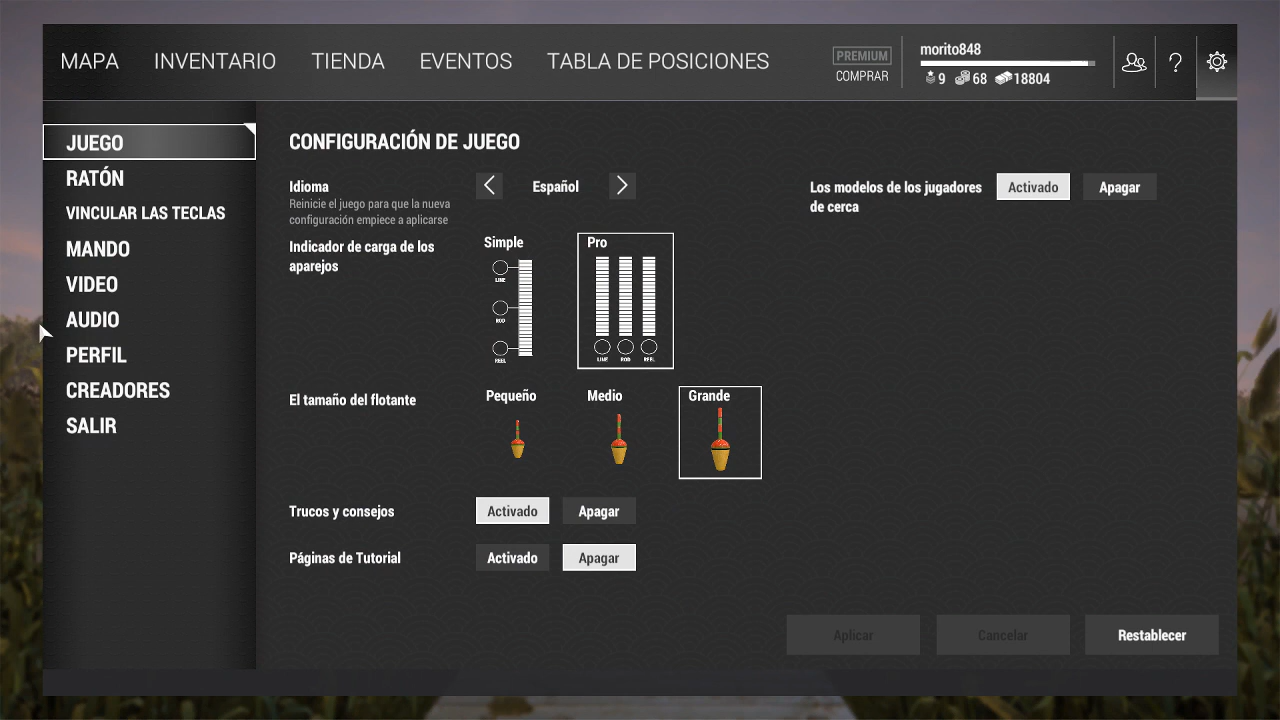 MAPA INVENTARIO TIENDA EVENTOS TABLA DE POSICIONES
PREMIUM
COMPRAR
morito848
9 68 18804
JUEGO
RATÓN
VINCULAR LAS TECLAS
MANDO
VIDEO
AUDIO
PERFIL
CREADORES
SALIR
CONFIGURACIÓN DE JUEGO
Idioma
Reinicie el juego para que la nueva
configuración empiece a aplicarse
Español
Los modelos de los jugadores
de cerca
Activado Apagar
Indicador de carga de los
aparejos
Simple
LINE
ROD
REEL
Pro
LINE ROD REEL
El tamaño del flotante
Pequeño Medio Grande
Trucos y consejos
Activado Apagar
Páginas de Tutorial
Activado Apagar
Aplicar Cancelar Restablecer